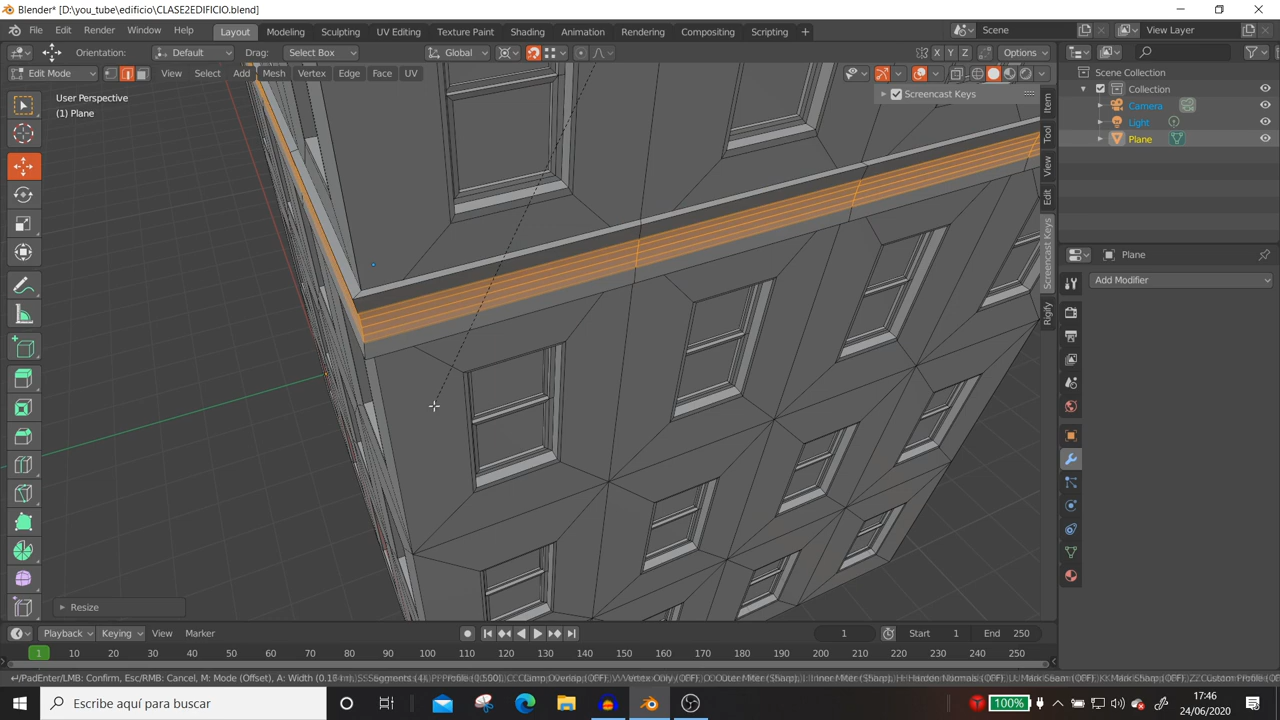 Blender* [D:\you_tube\edificio\CLASE2EDIFICIO.blend]
File Edit Render Window Help Layout Modeling Sculpting UV Editing Texture Paint Shading Animation Rendering Compositing Scripting + Scene View Layer
Orientation: Default Drag: Select Box Global X Y Z Options
Edit Mode View Select Add Mesh Vertex Edge Face UV
User Perspective
(1) Plane
Screencast Keys
Item
Tool
View
Edit
Screencast Keys
Rigify
Scene Collection
Collection
Camera
Light
Plane
Plane
Add Modifier
Resize
Playback Keying View Marker 1 Start 1 End 250
1 10 20 30 40 50 60 70 80 90 100 110 120 130 140 150 160 170 180 190 200 210 220 230 240 250
Escribe aquí para buscar
100%
17:46
24/06/2020